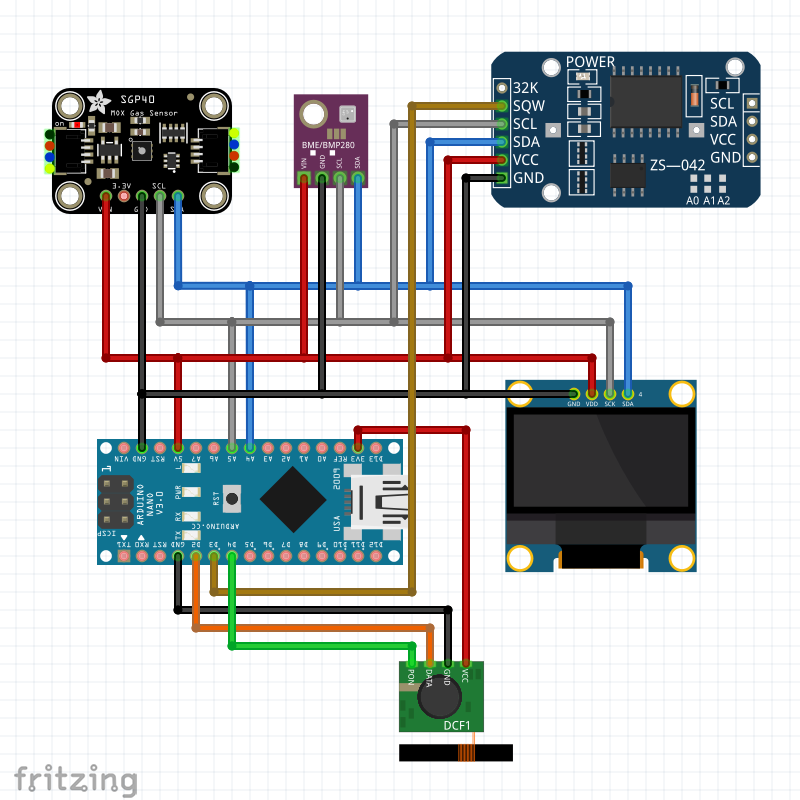 SGP40
MOX Gas Sensor
on
3.3V
SCL
BME/BMP280
VIN
GND
SCL
SDA
POWER
32K
SQW
SCL
SDA
VCC
GND
SCL
SDA
VCC
GND
ZS—042
A0 A1 A2
GND VDD SCK SDA 4
VIN GND RST 5V A7 A6 A5 A4 A3 A2 A1 A0 REF 3V3 D13
L
PWR
RX
TX
1
ICSP
ARDUINO
NANO
V3.0
RST
ARDUINO.CC
2009
USA
TX1 RX0 RST GND D2 D3 D4 D5 D6 D7 D8 D9 D10 D11 D12
PON
DATA
GND
VCC
DCF1
fritzing